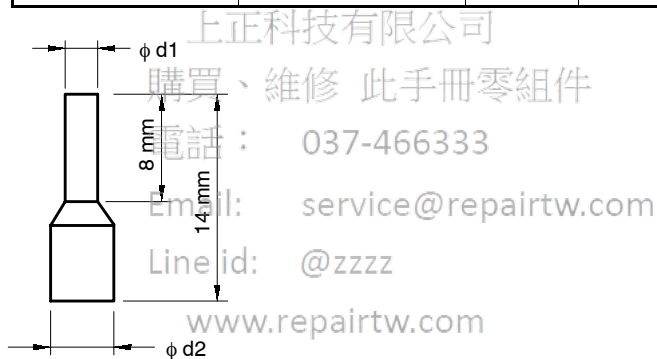 上正科技有限公司
φ d1
購買、維修 此手冊零組件
8 mm
14 mm
電話： 037-466333
Email: service@repairtw.com
Line id: @zzzz
www.repairtw.com
φ d2